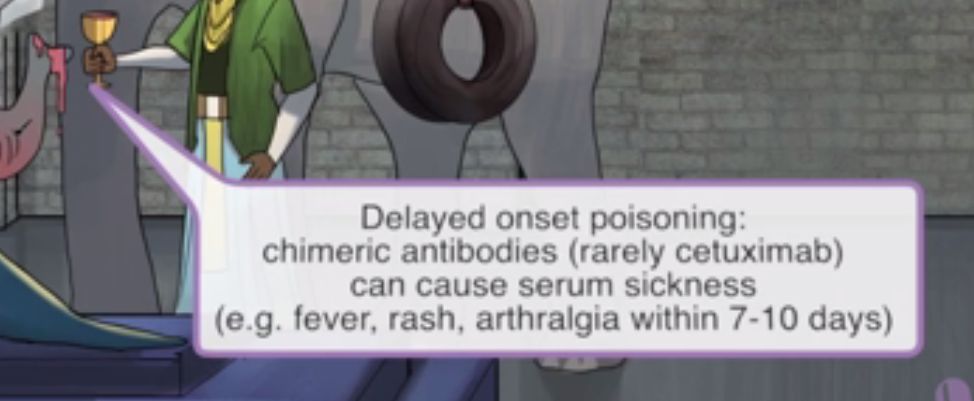 Delayed onset poisoning:
chimeric antibodies (rarely cetuximab)
can cause serum sickness
(e.g. fever, rash, arthralgia within 7-10 days)